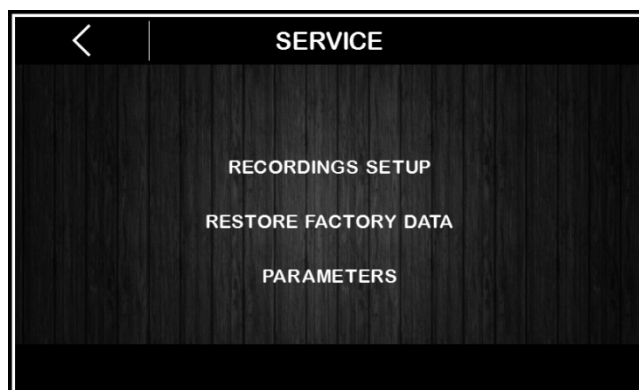 SERVICE
RECORDINGS SETUP
RESTORE FACTORY DATA
PARAMETERS